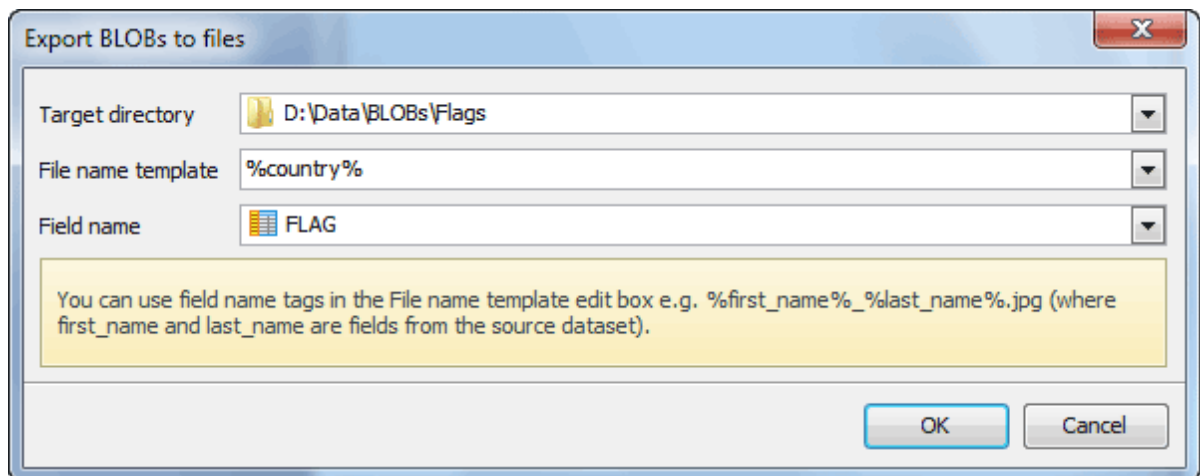 Export BLOBs to files
Target directory D:\Data\BLOBs\Flags
File name template %country%
Field name FLAG
You can use field name tags in the File name template edit box e.g. %first_name%_%last_name%.jpg (where
first_name and last_name are fields from the source dataset).
OK Cancel